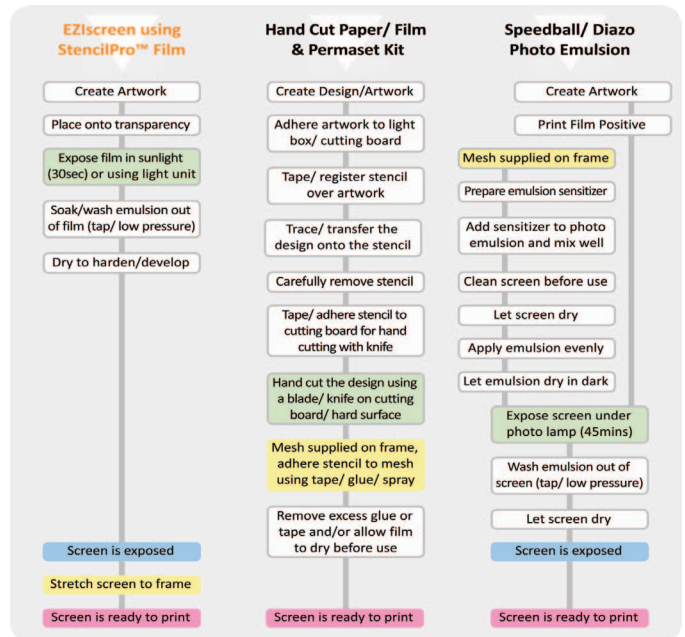 EZIscreen using
StencilPro™ Film
Create Artwork
Place onto transparency
Expose film in sunlight
(30sec) or using light unit
Soak/wash emulsion out
of film (tap/ low pressure)
Dry to harden/develop
Screen is exposed
Stretch screen to frame
Screen is ready to print
Hand Cut Paper/ Film
& Permaset Kit
Create Design/Artwork
Adhere artwork to light
box/ cutting board
Tape/ register stencil
over artwork
Trace/ transfer the
design onto the stencil
Carefully remove stencil
Tape/ adhere stencil to
cutting board for hand
cutting with knife
Hand cut the design using
a blade/ knife on cutting
board/ hard surface
Mesh supplied on frame,
adhere stencil to mesh
using tape/ glue/ spray
Remove excess glue or
tape and/or allow film
to dry before use
Screen is ready to print
Speedball/ Diazo
Photo Emulsion
Create Artwork
Print Film Positive
Mesh supplied on frame
Prepare emulsion sensitizer
Add sensitizer to photo
emulsion and mix well
Clean screen before use
Let screen dry
Apply emulsion evenly
Let emulsion dry in dark
Expose screen under
photo lamp (45mins)
Wash emulsion out of
screen (tap/ low pressure)
Let screen dry
Screen is exposed
Screen is ready to print